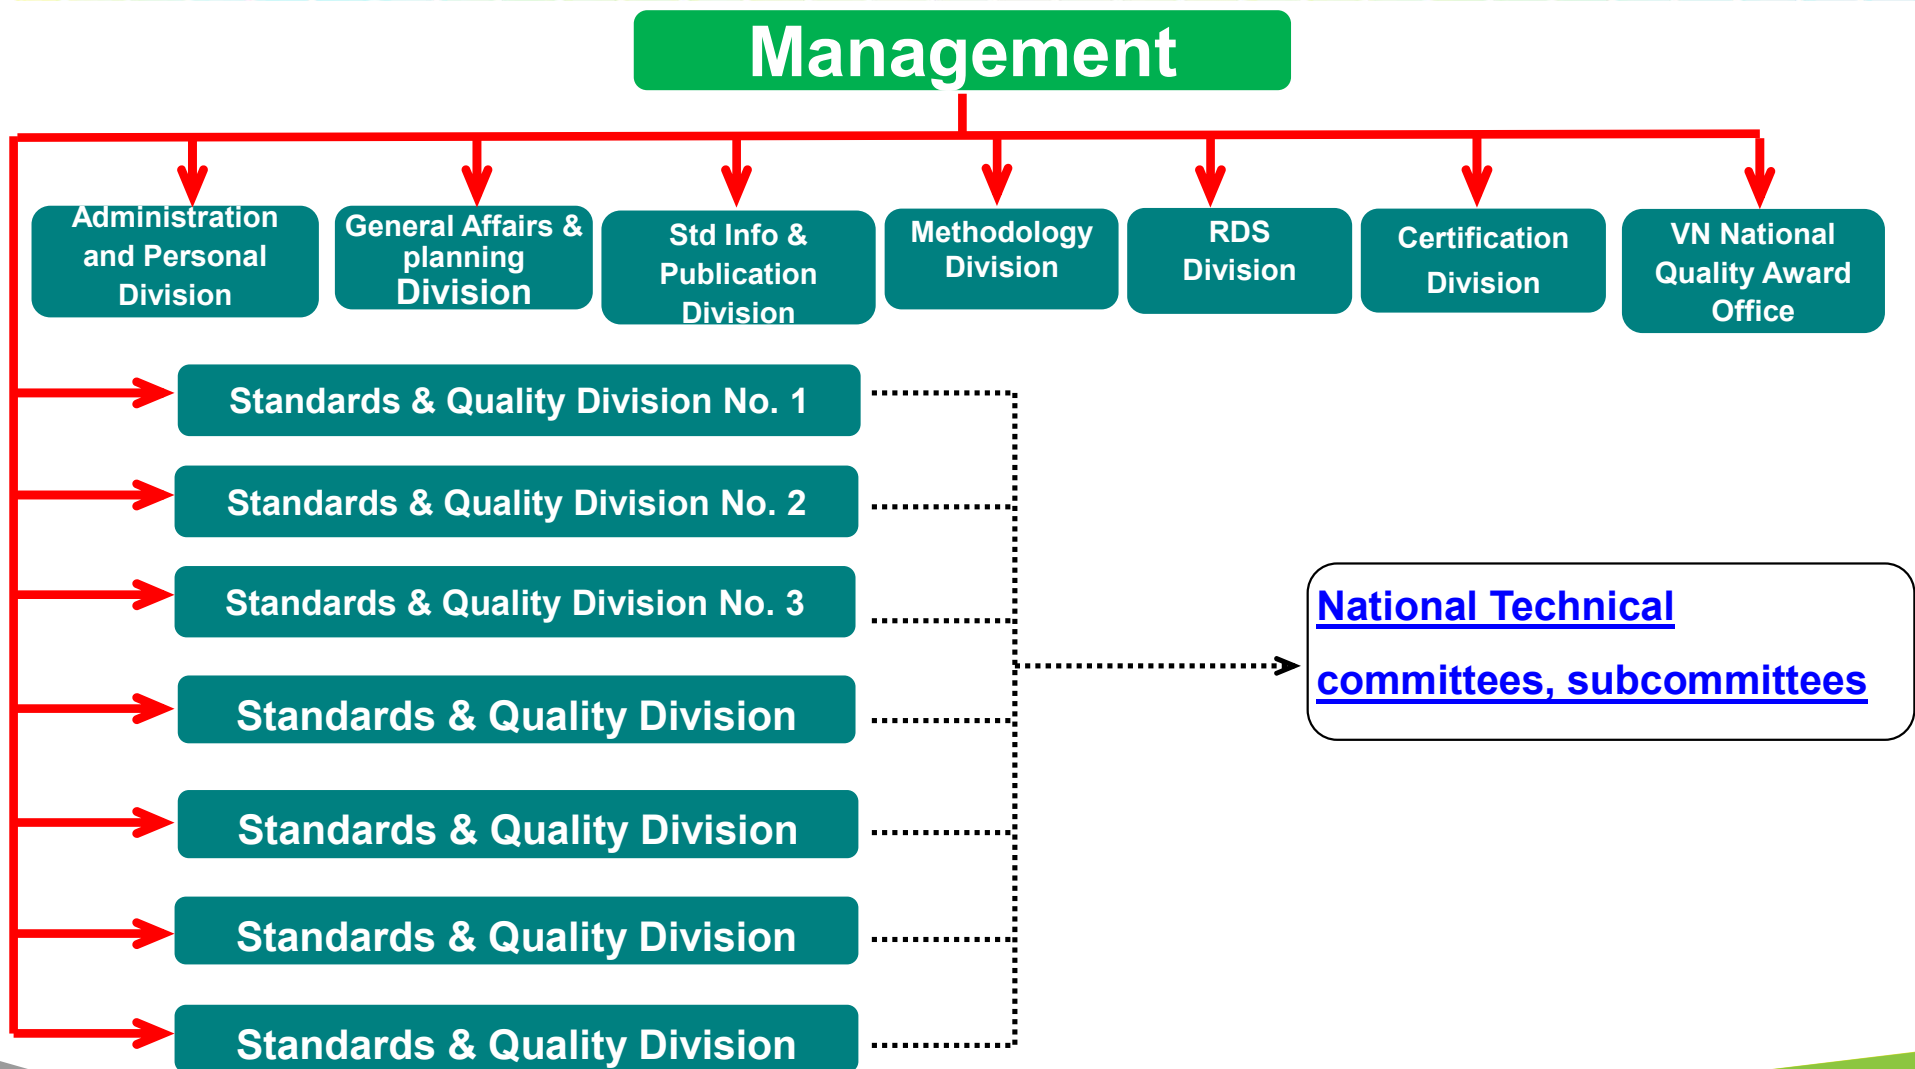 Management
Administration
and Personal
Division
General Affairs &
planning
Division
Std Info &
Publication
Division
Methodology
Division
RDS
Division
Certification
Division
VN National
Quality Award
Office
Standards & Quality Division No. 1
Standards & Quality Division No. 2
Standards & Quality Division No. 3
Standards & Quality Division
Standards & Quality Division
Standards & Quality Division
Standards & Quality Division
National Technical
committees, subcommittees